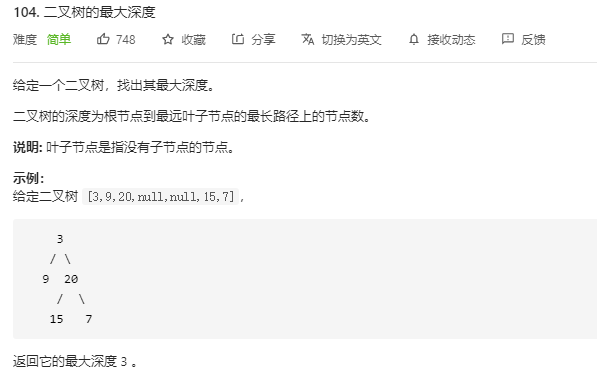 104. 二叉树的最大深度
难度 简单 748 收藏 分享 切换为英文 接收动态 反馈
给定一个二叉树，找出其最大深度。
二叉树的深度为根节点到最远叶子节点的最长路径上的节点数。
说明: 叶子节点是指没有子节点的节点。
示例：
给定二叉树 [3,9,20,null,null,15,7]，
3
/ \
9 20
/ \
15 7
返回它的最大深度 3 。